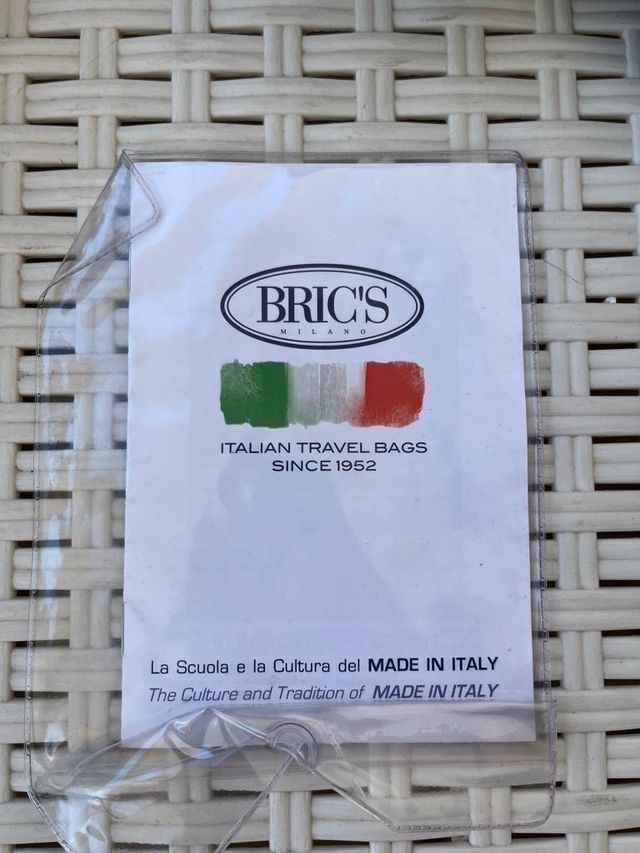 BRIC'S
MILANO
ITALIAN TRAVEL BAGS
SINCE 1952
La Scuola e la Cultura del MADE IN ITALY
The Culture and Tradition of MADE IN ITALY